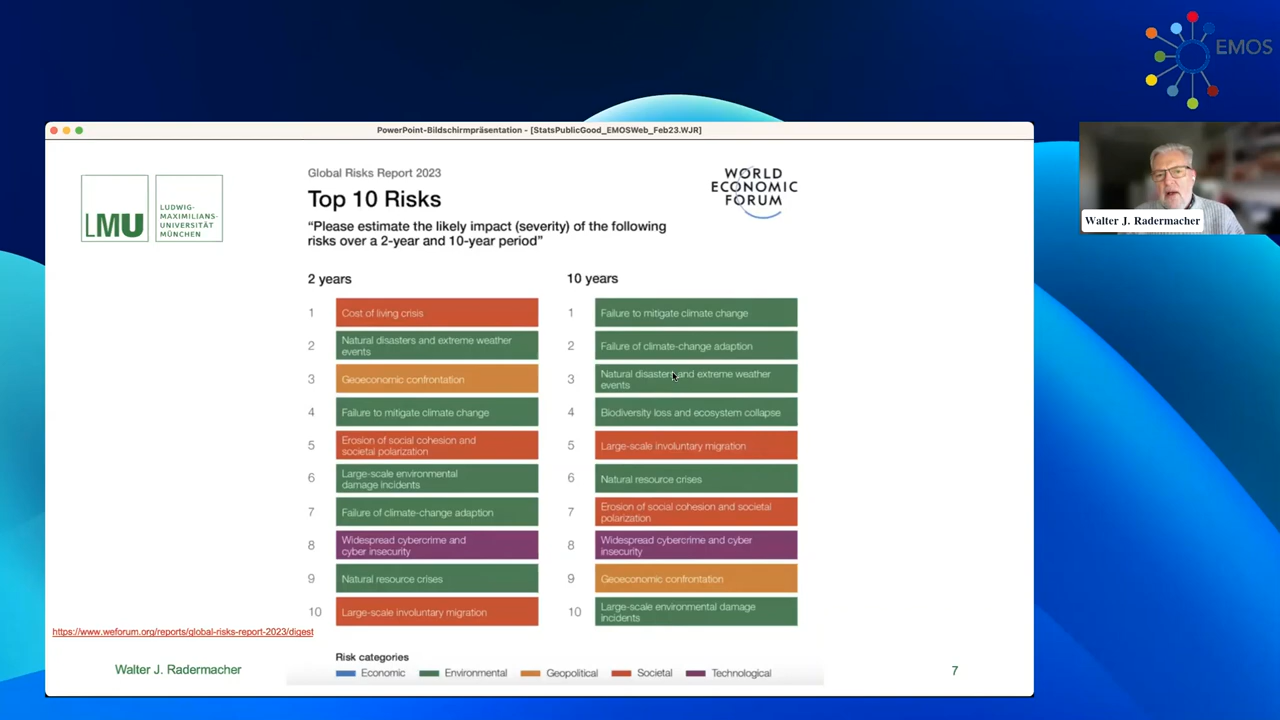 EMOS
PowerPoint-Bildschirmpräsentation - [StatsPublicGood_EMOSWeb_Feb23.WJR]
LMU
LUDWIG-
MAXIMILIANS-
UNIVERSITÄT
MÜNCHEN
Global Risks Report 2023
Top 10 Risks
“Please estimate the likely impact (severity) of the following
risks over a 2-year and 10-year period”
WORLD
ECONOMIC
FORUM
Walter J. Radermacher
2 years
1 Cost of living crisis
2 Natural disasters and extreme weather
events
3 Geoeconomic confrontation
4 Failure to mitigate climate change
5 Erosion of social cohesion and
societal polarization
6 Large-scale environmental
damage incidents
7 Failure of climate-change adaption
8 Widespread cybercrime and
cyber insecurity
9 Natural resource crises
10 Large-scale involuntary migration
10 years
1 Failure to mitigate climate change
2 Failure of climate-change adaption
3 Natural disasters and extreme weather
events
4 Biodiversity loss and ecosystem collapse
5 Large-scale involuntary migration
6 Natural resource crises
7 Erosion of social cohesion and societal
polarization
8 Widespread cybercrime and cyber
insecurity
9 Geoeconomic confrontation
10 Large-scale environmental damage
incidents
https://www.weforum.org/reports/global-risks-report-2023/digest
Risk categories
Economic Environmental Geopolitical Societal Technological
Walter J. Radermacher
7